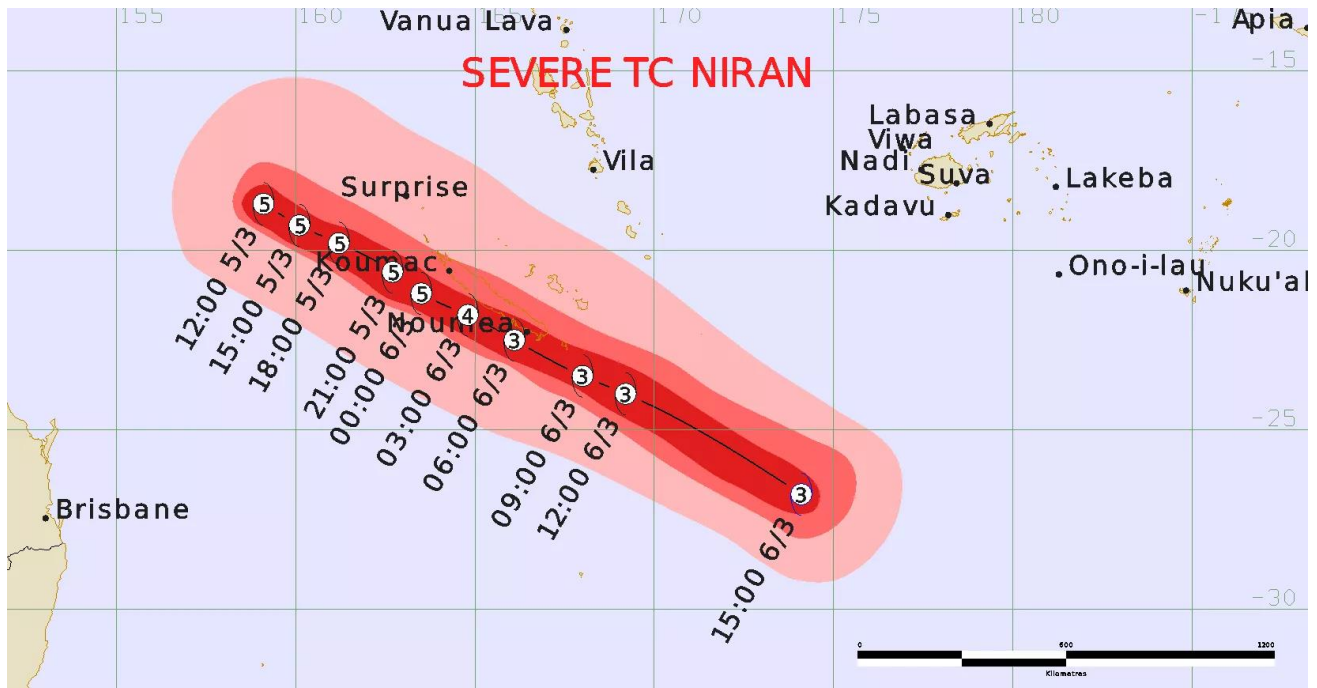 155
160
170
175
180
Vanua Lava
Apia
-15
SEVERE TC NIRAN
Labasa
Viwa
Nadi
Suva
Lakeba
Kadavu
Vila
Surprise
-20
Koumac
Ono-i-lau
Nuku'al
Noumea
5
5
5
5
5
4
3
3
3
3
12:00 5/3
15:00 5/3
18:00 5/3
21:00 5/3
00:00 6/3
03:00 6/3
06:00 6/3
09:00 6/3
12:00 6/3
15:00 6/3
-25
Brisbane
-30
0 600 1200
Kilometres